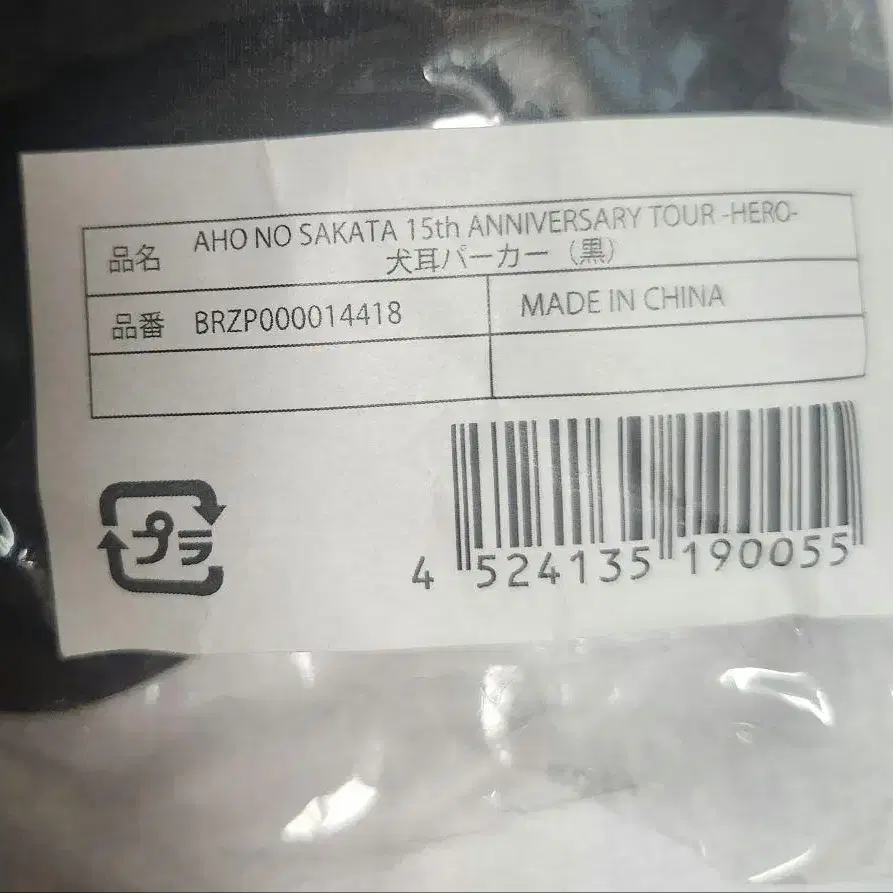 品名 AHO NO SAKATA 15th ANNIVERSARY TOUR -HERO-
犬耳パーカー（黒）
品番 BRZP000014418 MADE IN CHINA
プラ
4 524135 190055